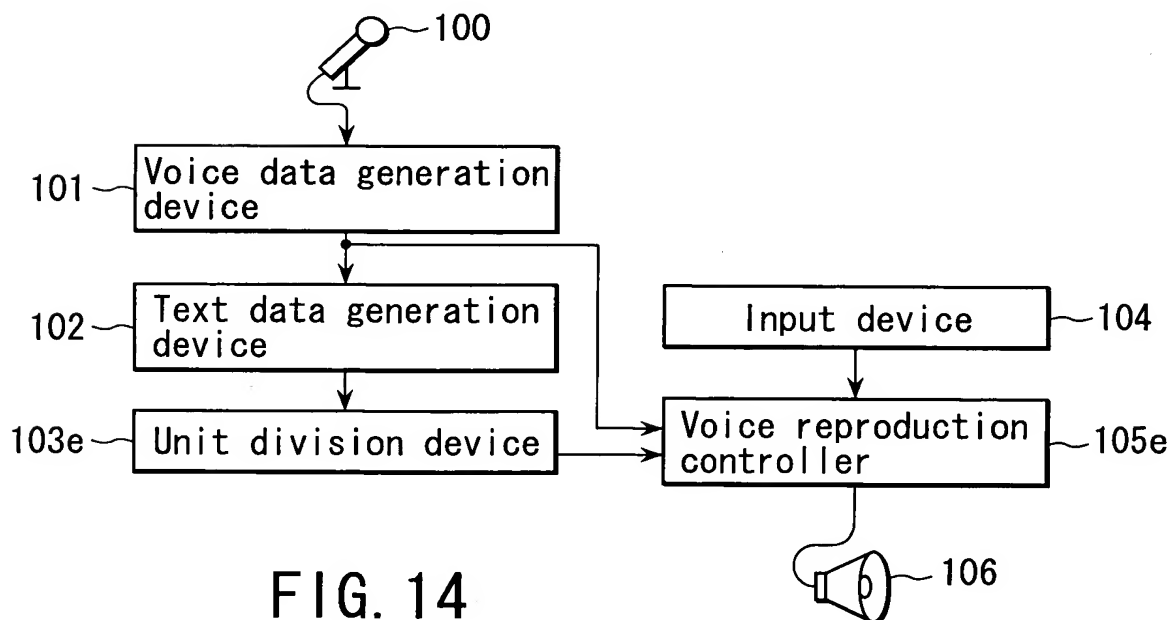 100
101
Voice data generation
device
102
Text data generation
device
Input device
104
103e
Unit division device
Voice reproduction
controller
105e
106
FIG. 14